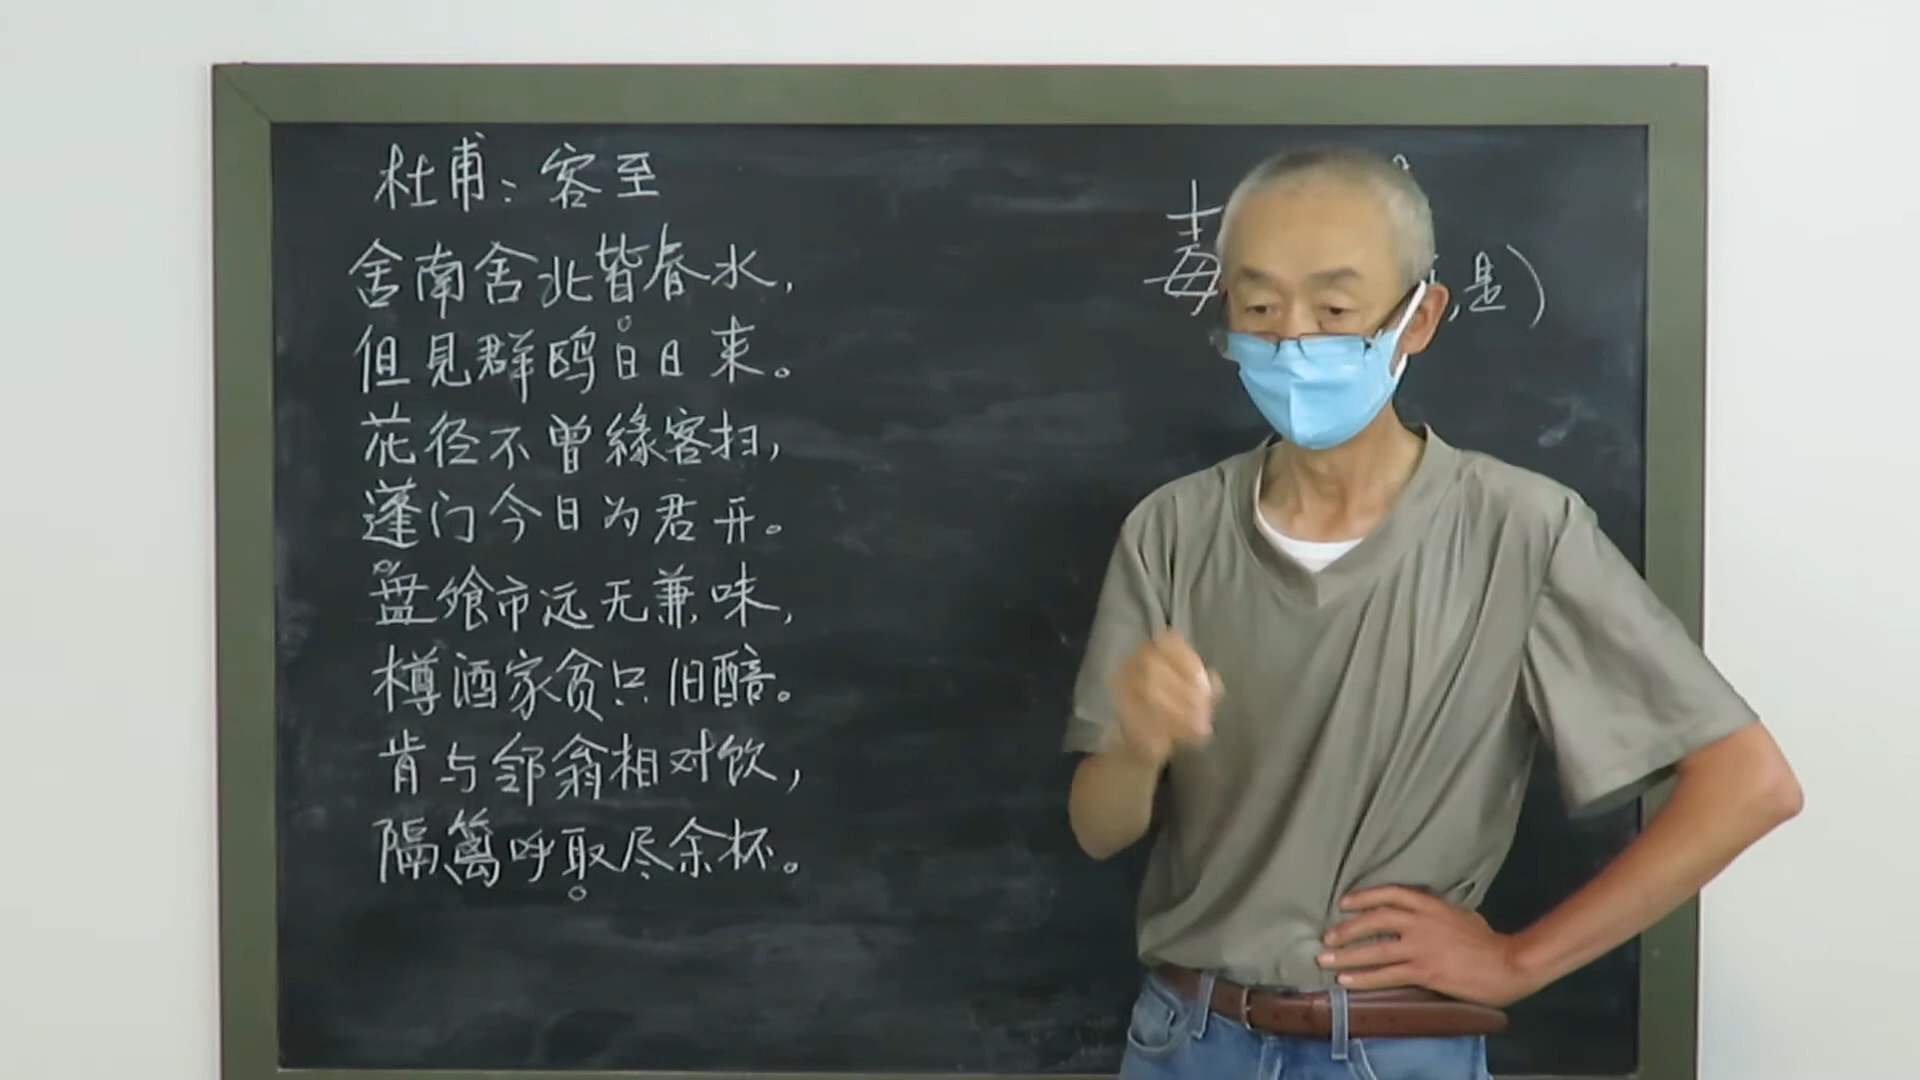 杜甫：客至
舍南舍北皆春水，
但见群鸥日日来。
花径不曾緣客扫，
蓬门今日为君开。
盘飧市远无兼味，
樽酒家贫只旧醅。
肯与邻翁相对饮，
隔篱呼取尽余杯。
毒
，是）